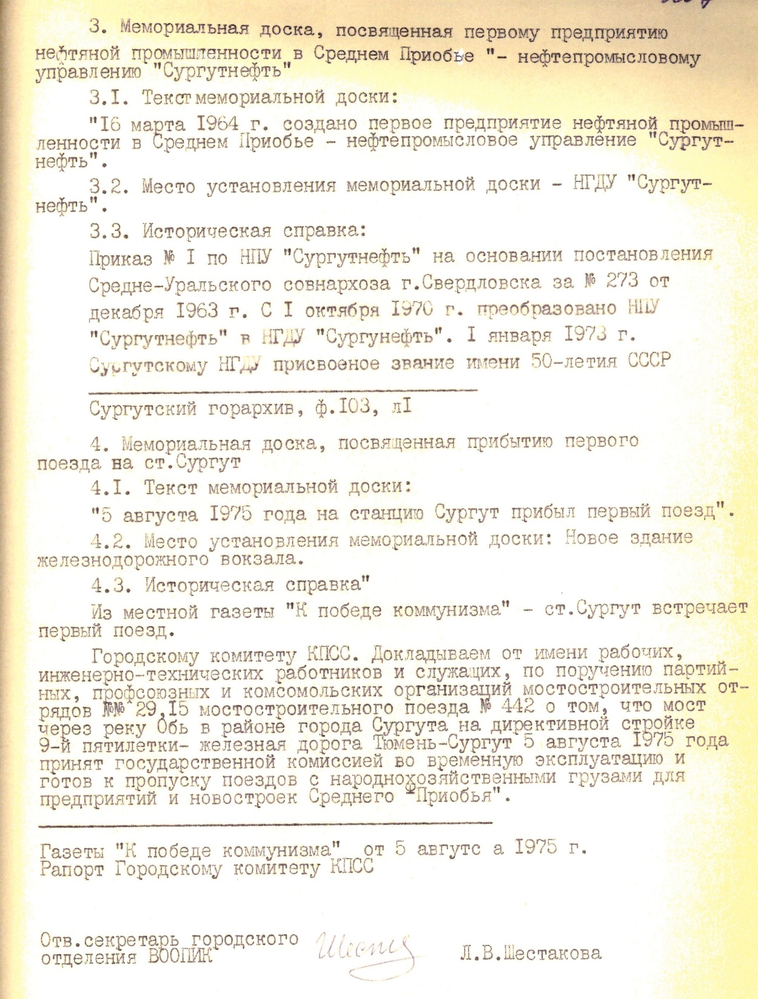 3. Мемориальная доска, посвященная первому предприятию
нефтяной промышленности в Среднем Приобье "- нефтепромысловому
управлению "Сургутнефть"
3.I. Текст мемориальной доски:
"I6 марта I964 г. создано первое предприятие нефтяной промыш-
ленности в Среднем Приобье - нефтепромысловое управление "Сургут-
нефть".
3.2. Место установления мемориальной доски - НГДУ "Сургут-
нефть".
3.3. Историческая справка:
Приказ № I по НПУ "Сургутнефть" на основании постановления
Средне-Уральского совнархоза г.Свердловска за № 273 от
декабря I963 г. С I октября I970 г. преобразовано НПУ
"Сургутнефть" в НГДУ "Сургунефть". I января I973 г.
Сургутскому НГДУ присвоеное звание имени 50-летия СССР
Сургутский горархив, ф.I03, лI
4. Мемориальная доска, посвященная прибытию первого
поезда на ст.Сургут
4.I. Текст мемориальной доски:
"5 августа I975 года на станцию Сургут прибыл первый поезд".
4.2. Место установления мемориальной доски: Новое здание
железнодорожного вокзала.
4.3. Историческая справка"
Из местной газеты "К победе коммунизма" - ст.Сургут встречает
первый поезд.
Городскому комитету КПСС. Докладываем от имени рабочих,
инженерно-технических работников и служащих, по поручению партий-
ных, профсоюзных и комсомольских организаций мостостроительных от-
рядов №№ 29,I5 мостостроительного поезда № 442 о том, что мост
через реку Обь в районе города Сургута на директивной стройке
9-й пятилетки- железная дорога Тюмень-Сургут 5 августа I975 года
принят государственной комиссией во временную эксплуатацию и
готов к пропуску поездов с народнохозяйственными грузами для
предприятий и новостроек Среднего "Приобья".
Газеты "К победе коммунизма" от 5 авгутс а I975 г.
Рапорт Городскому комитету КПСС
Отв.секретарь городского
отделения ВООПИК Л.В.Шестакова